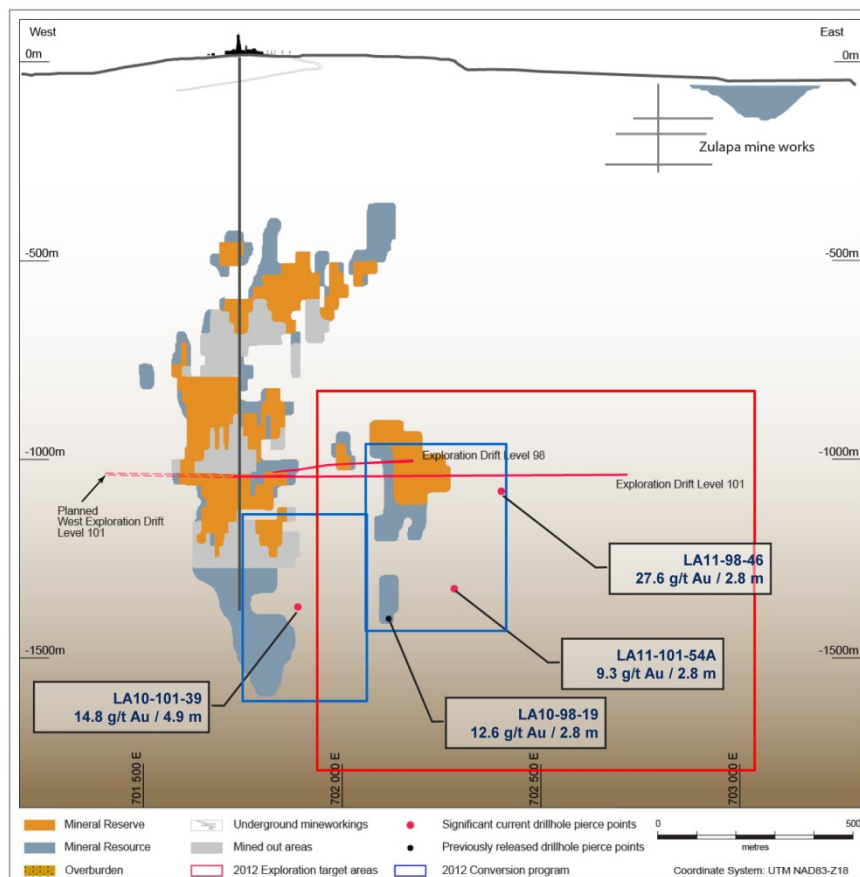 West
East
0m
0m
Zulapa mine works
-500m
-500m
-1000m
-1000m
Exploration Drift Level 98
Exploration Drift Level 101
Planned
West Exploration Drift
Level 101
LA11-98-46
27.6 g/t Au / 2.8 m
LA11-101-54A
9.3 g/t Au / 2.8 m
-1500m
-1500m
LA10-101-39
14.8 g/t Au / 4.9 m
LA10-98-19
12.6 g/t Au / 2.8 m
701 500 E
702 000 E
702 500 E
703 000 E
Mineral Reserve
Underground mineworkings
Significant current drillhole pierce points
0
500
Mineral Resource
Mined out areas
Previously released drillhole pierce points
metres
Overburden
2012 Exploration target areas
2012 Conversion program
Coordinate System: UTM NAD83-Z18